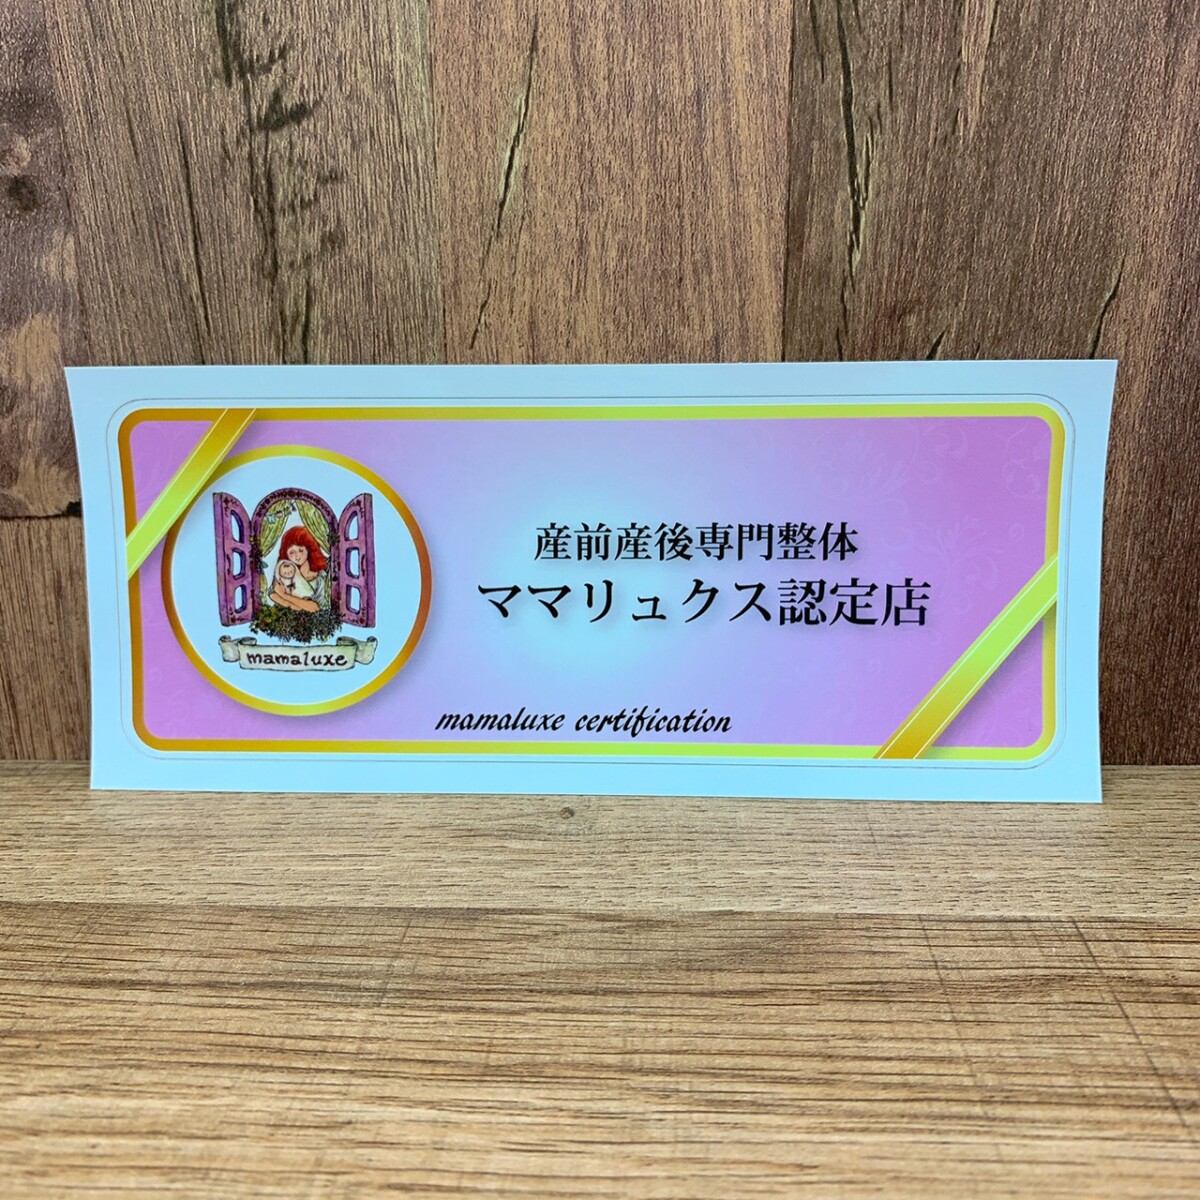 産前産後専門整体
ママリュクス認定店
mamaluxe
mamaluxe certification